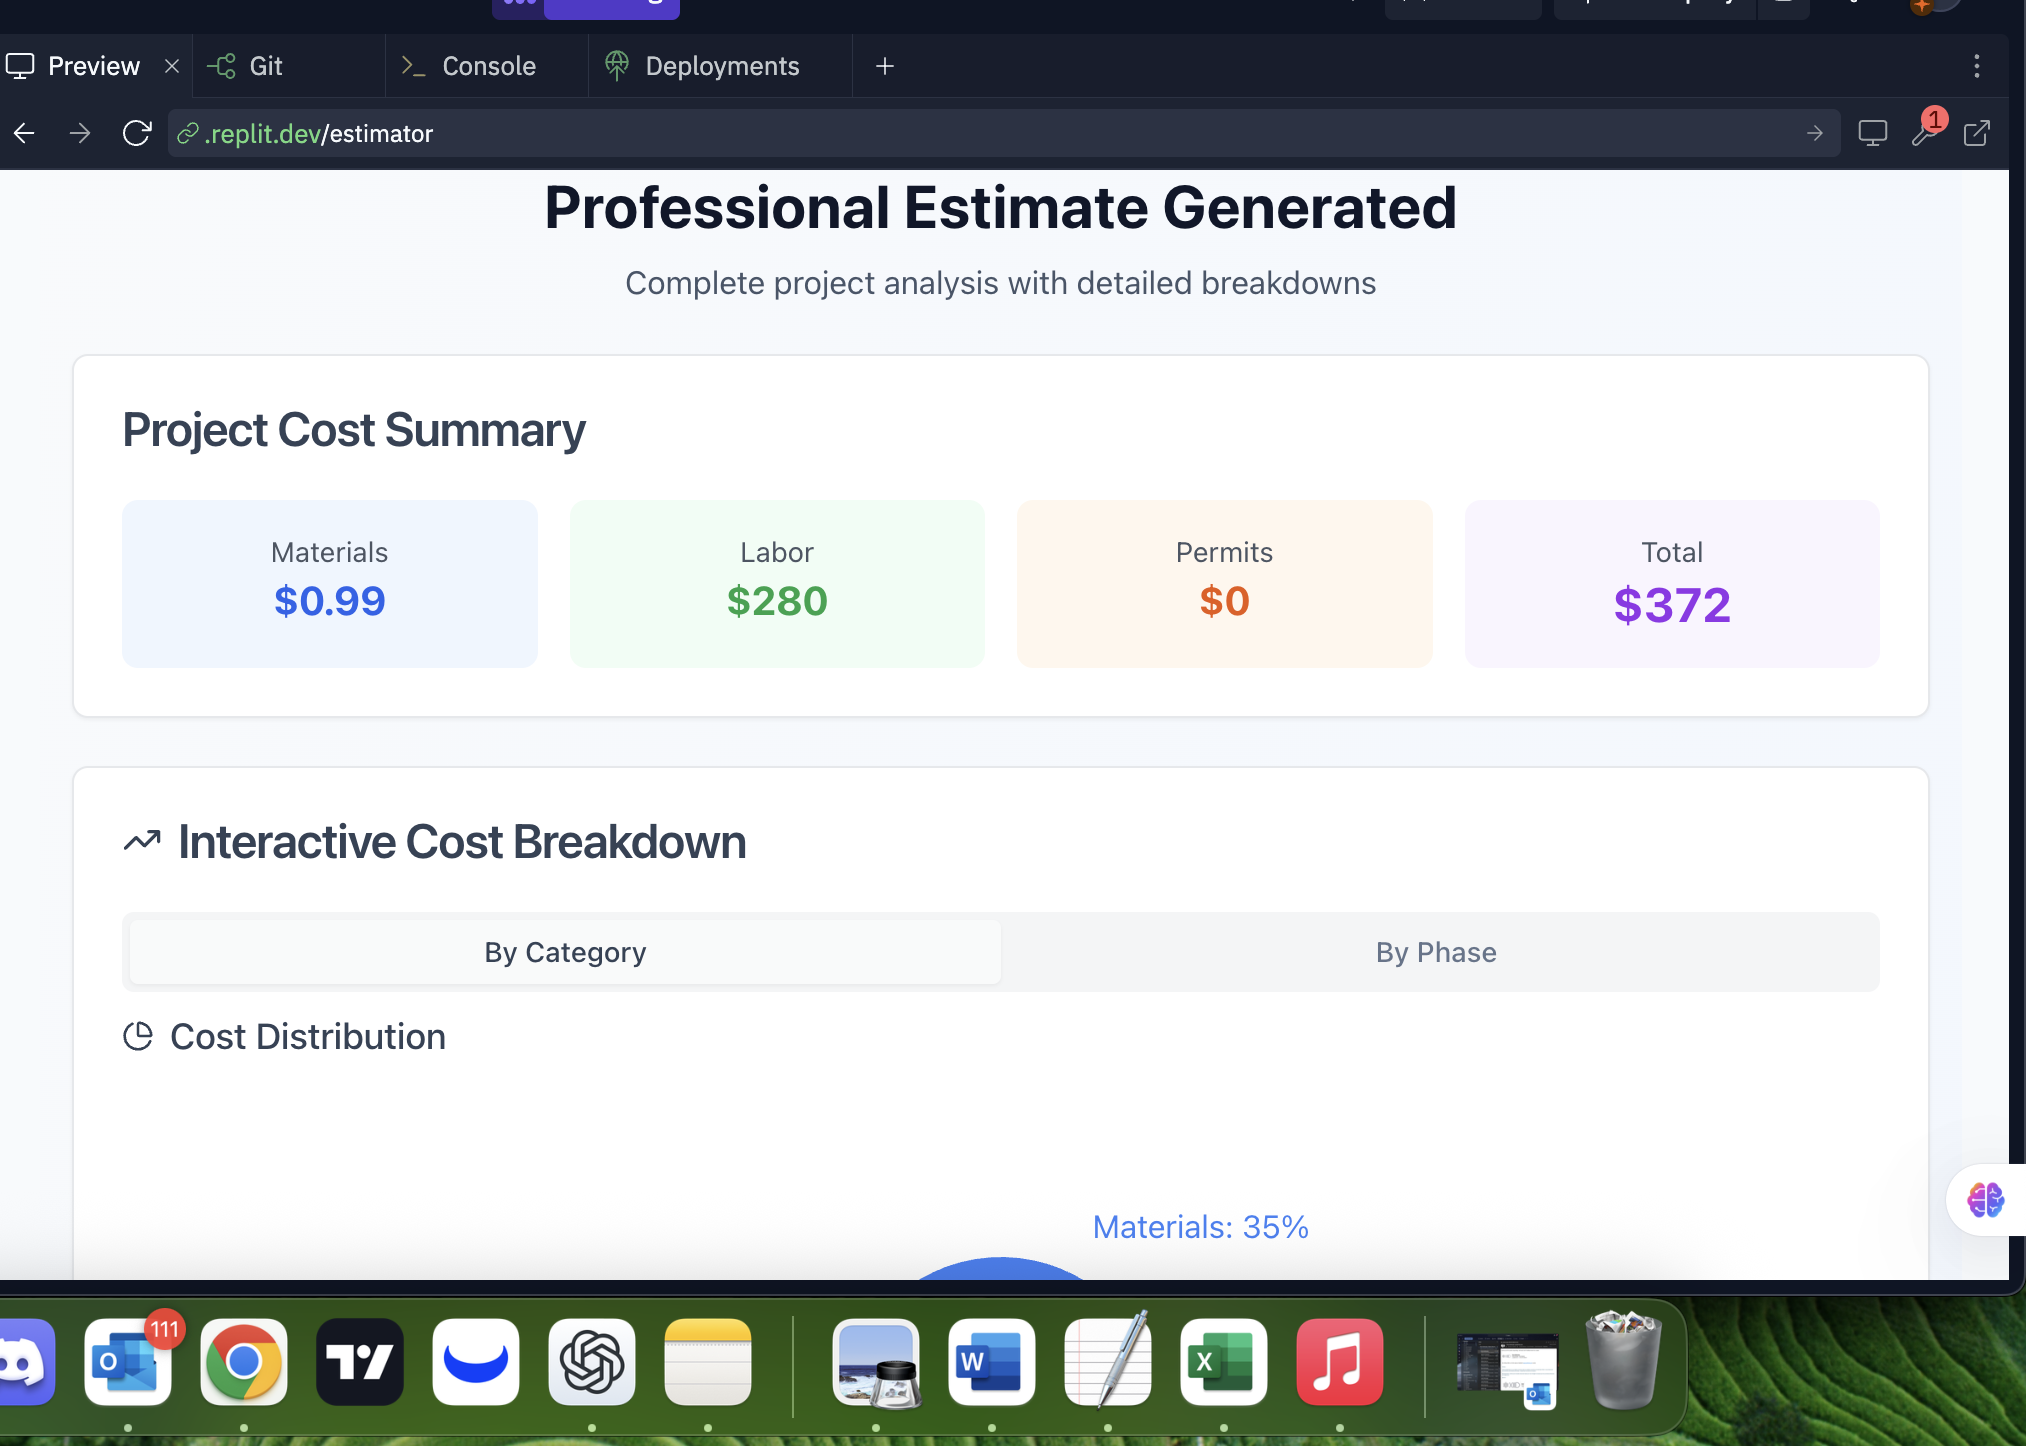 Preview
Git
Console
Deployments
.replit.dev/estimator
1
Professional Estimate Generated
Complete project analysis with detailed breakdowns
Project Cost Summary
Materials
$0.99
Labor
$280
Permits
$0
Total
$372
Interactive Cost Breakdown
By Category
By Phase
Cost Distribution
Materials: 35%
111
O
W
X